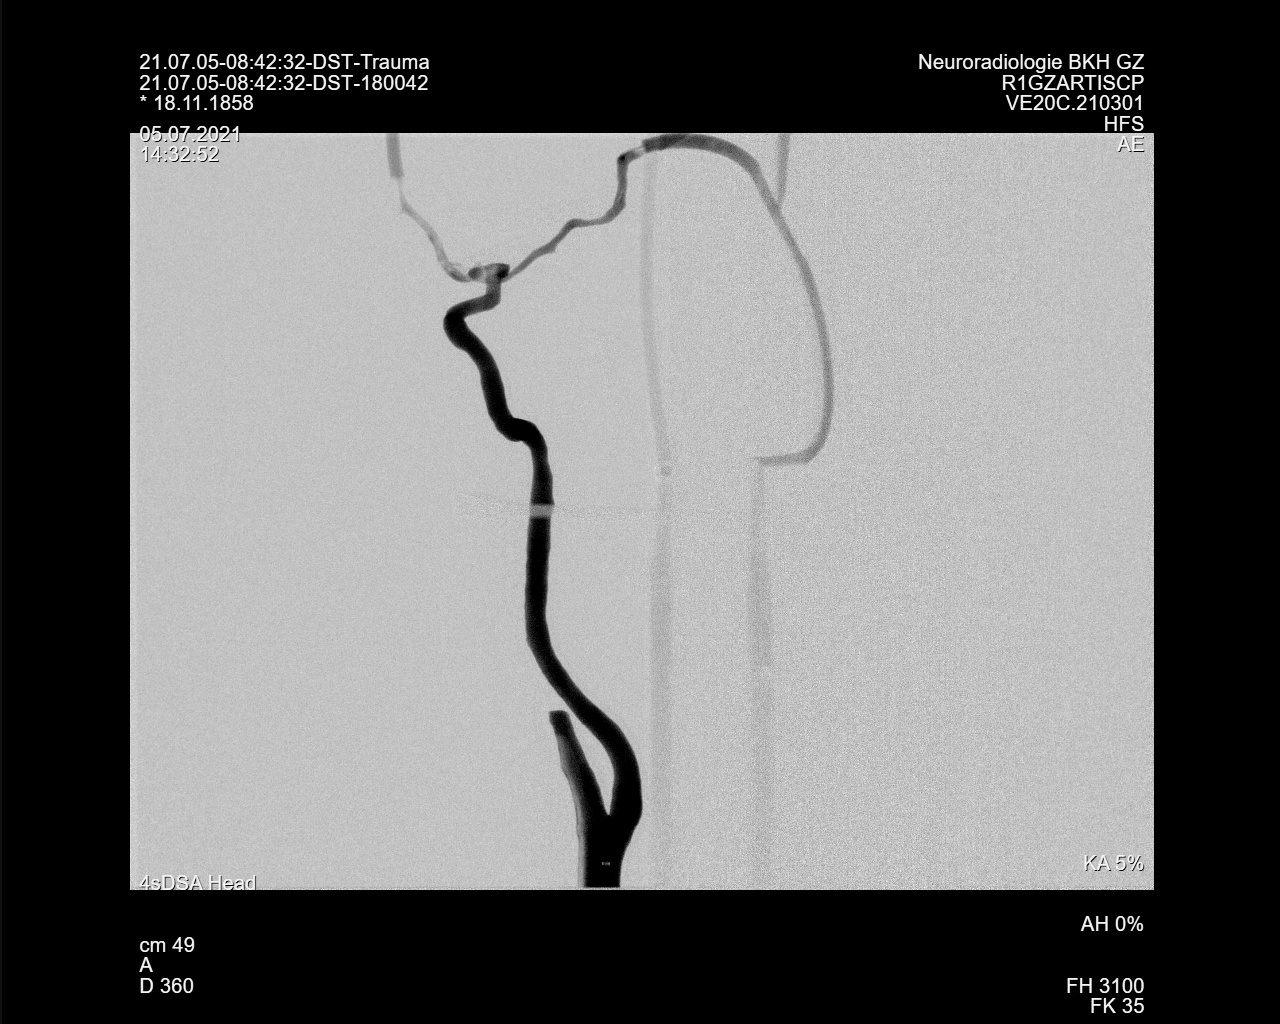 21.07.05-08:42:32-DST-Trauma
21.07.05-08:42:32-DST-180042
* 18.11.1858
05.07.2021
14:32:52
Neuroradiologie BKH GZ
R1GZARTISCP
VE20C.210301
HFS
AE
4sDSA Head
KA 5%
AH 0%
cm 49
A
D 360
FH 3100
FK 35